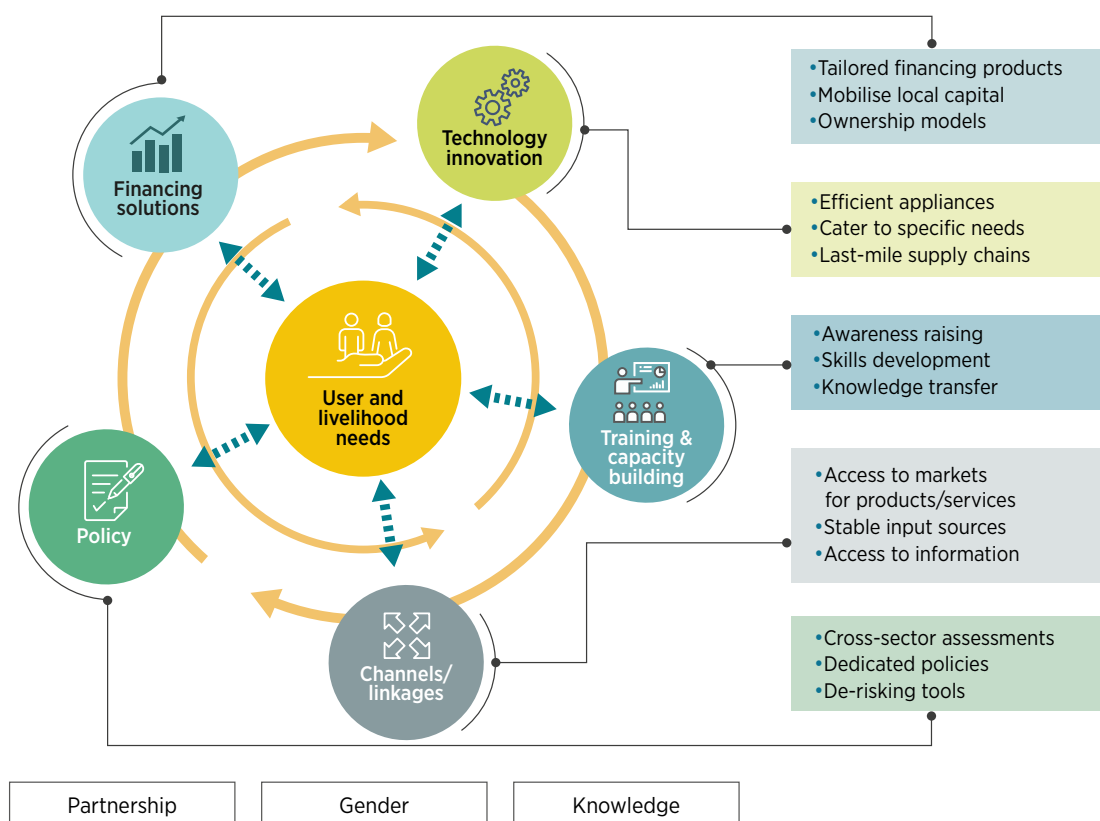 Financing
solutions
Technology
innovation
User and
livelihood
needs
Training &
capacity
building
Policy
Channels/
linkages
•Tailored financing products
•Mobilise local capital
•Ownership models
•Efficient appliances
•Cater to specific needs
•Last-mile supply chains
•Awareness raising
•Skills development
•Knowledge transfer
•Access to markets
for products/services
•Stable input sources
•Access to information
•Cross-sector assessments
•Dedicated policies
•De-risking tools
Partnership
Gender
Knowledge